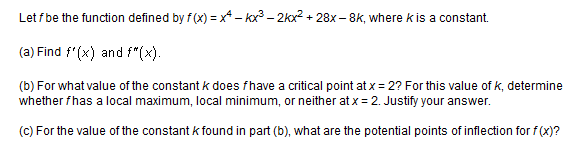 Let f be the function defined by f (x) = x⁴ – kx³ – 2kx² + 28x – 8k, where k is a constant.
(a) Find f'(x) and f"(x).
(b) For what value of the constant k does f have a critical point at x = 2? For this value of k, determine
whether f has a local maximum, local minimum, or neither at x = 2. Justify your answer.
(c) For the value of the constant k found in part (b), what are the potential points of inflection for f (x)?